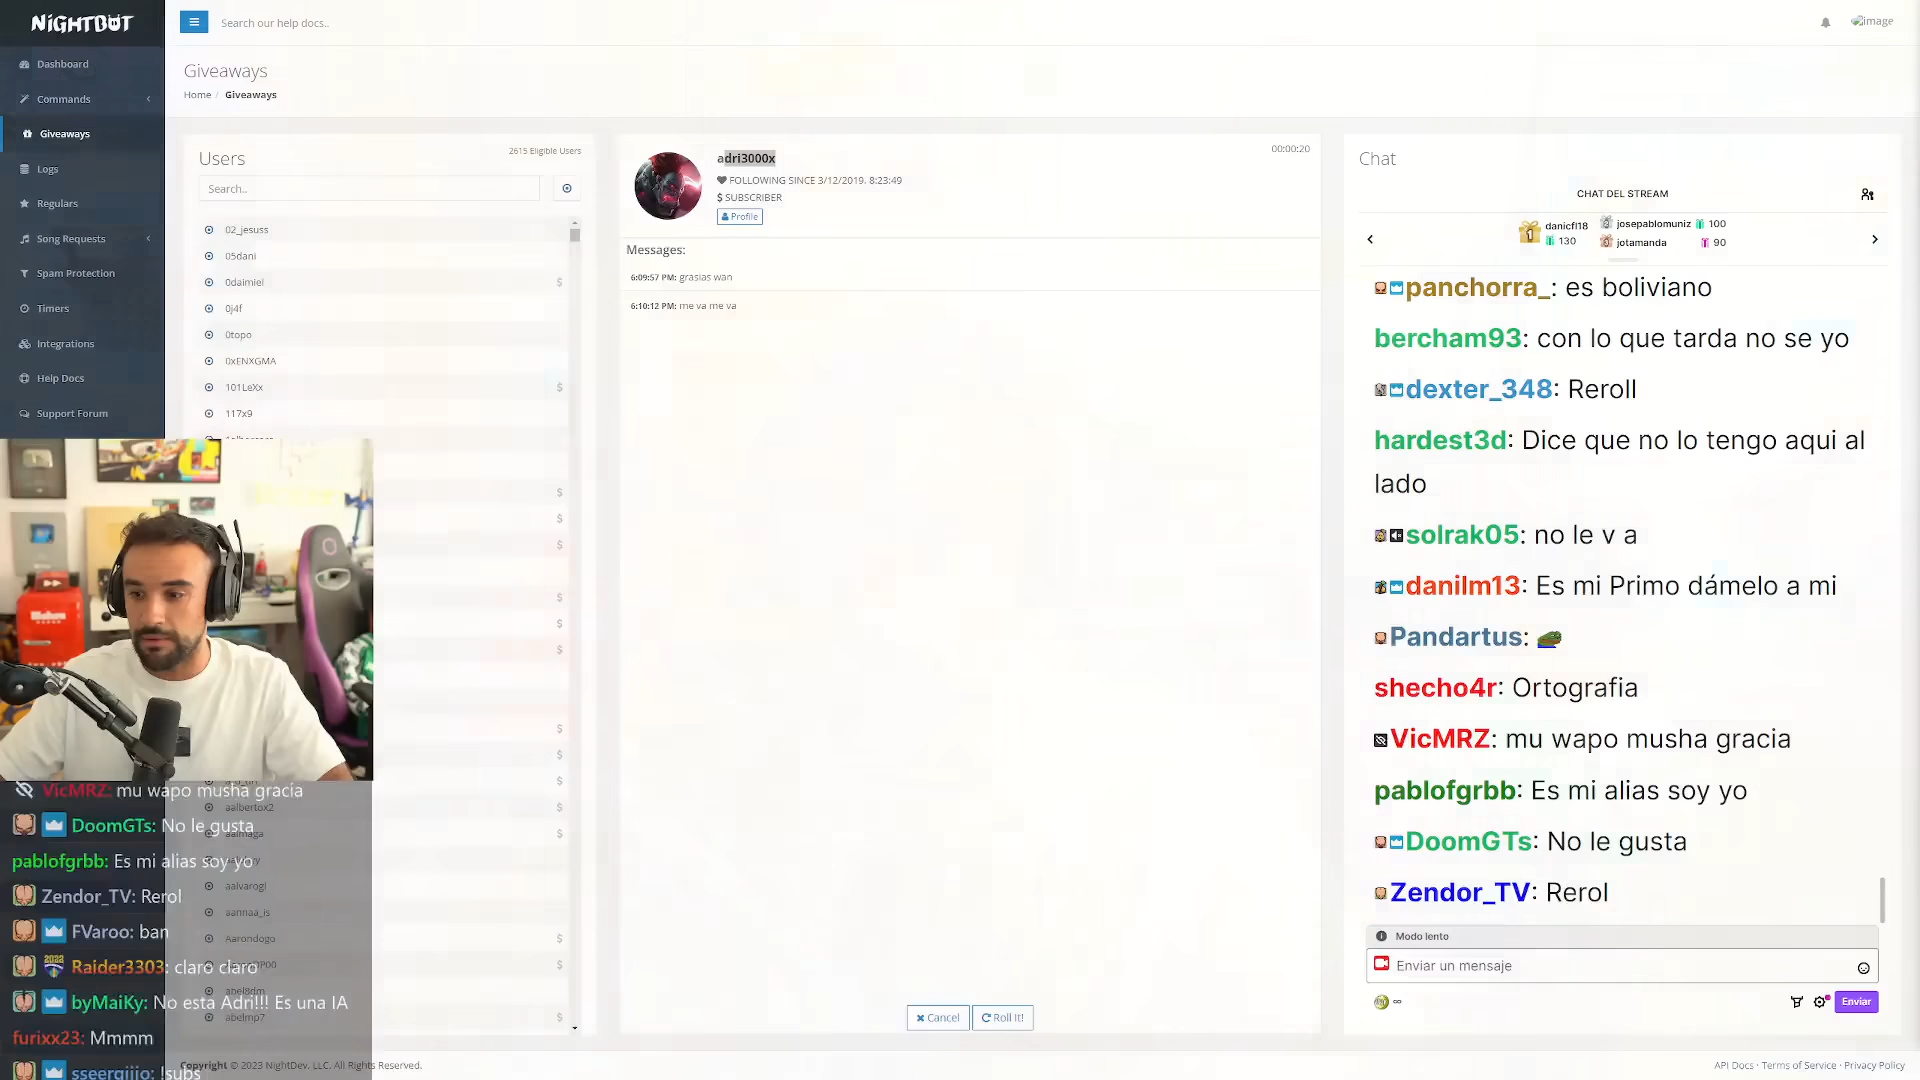 NiGHTBOT
Search our help docs..
image
Dashboard
Commands
Giveaways
Logs
Regulars
Song Requests
Spam Protection
Timers
Integrations
Help Docs
Support Forum
Giveaways
Home / Giveaways
Users
2615 Eligible Users
Search..
02_jesuss
05dani
0daimiel $
0j4f
0topo
0xENXGMA
101LeXx $
117x9
aalbertox2
aalmaga
aalvarogi
aannaa_is
Aarondogo
abel8dm
abelmp7
adri3000x
00:00:20
FOLLOWING SINCE 3/12/2019, 8:23:49
$ SUBSCRIBER
Profile
Messages:
6:09:57 PM: grasias wan
6:10:12 PM: me va me va
Cancel
Roll It!
Chat
CHAT DEL STREAM
1 danicfl18 130
josepablomuniz 100
jotamanda 90
panchorra_: es boliviano
bercham93: con lo que tarda no se yo
dexter_348: Reroll
hardest3d: Dice que no lo tengo aqui al
lado
solrak05: no le v a
danilm13: Es mi Primo dámelo a mi
Pandartus:
shecho4r: Ortografia
VicMRZ: mu wapo musha gracia
pablofgrbb: Es mi alias soy yo
DoomGTs: No le gusta
Zendor_TV: Rerol
Modo lento
Enviar un mensaje
∞
Enviar
VicMRZ: mu wapo musha gracia
DoomGTs: No le gusta
pablofgrbb: Es mi alias soy yo
Zendor_TV: Rerol
FVaroo: ban
Raider3303: claro claro
byMaiKy: No esta Adri!!! Es una IA
furixx23: Mmmm
sseergiiio: !subs
Copyright © 2023 NightDev, LLC. All Rights Reserved.
API Docs · Terms of Service · Privacy Policy